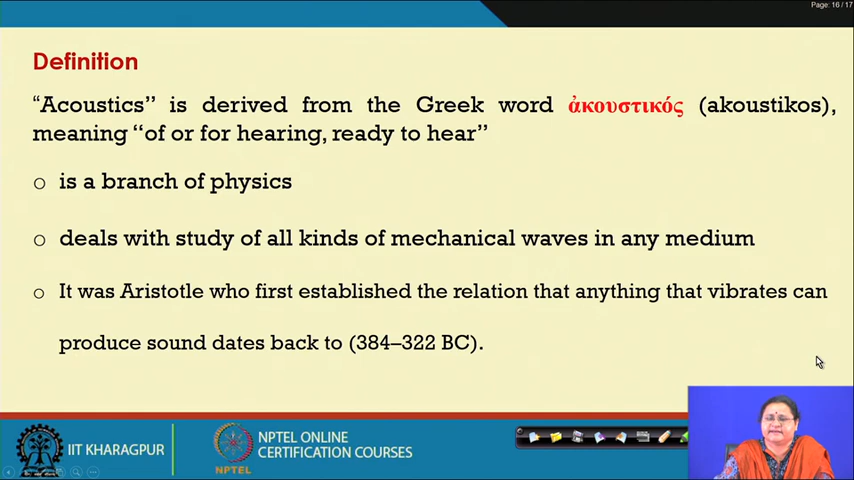 Page: 16 / 17
Definition
“Acoustics” is derived from the Greek word ἀκουστικός (akoustikos),
meaning “of or for hearing, ready to hear”
o is a branch of physics
o deals with study of all kinds of mechanical waves in any medium
o It was Aristotle who first established the relation that anything that vibrates can
produce sound dates back to (384–322 BC).
IIT KHARAGPUR
NPTEL
NPTEL ONLINE
CERTIFICATION COURSES